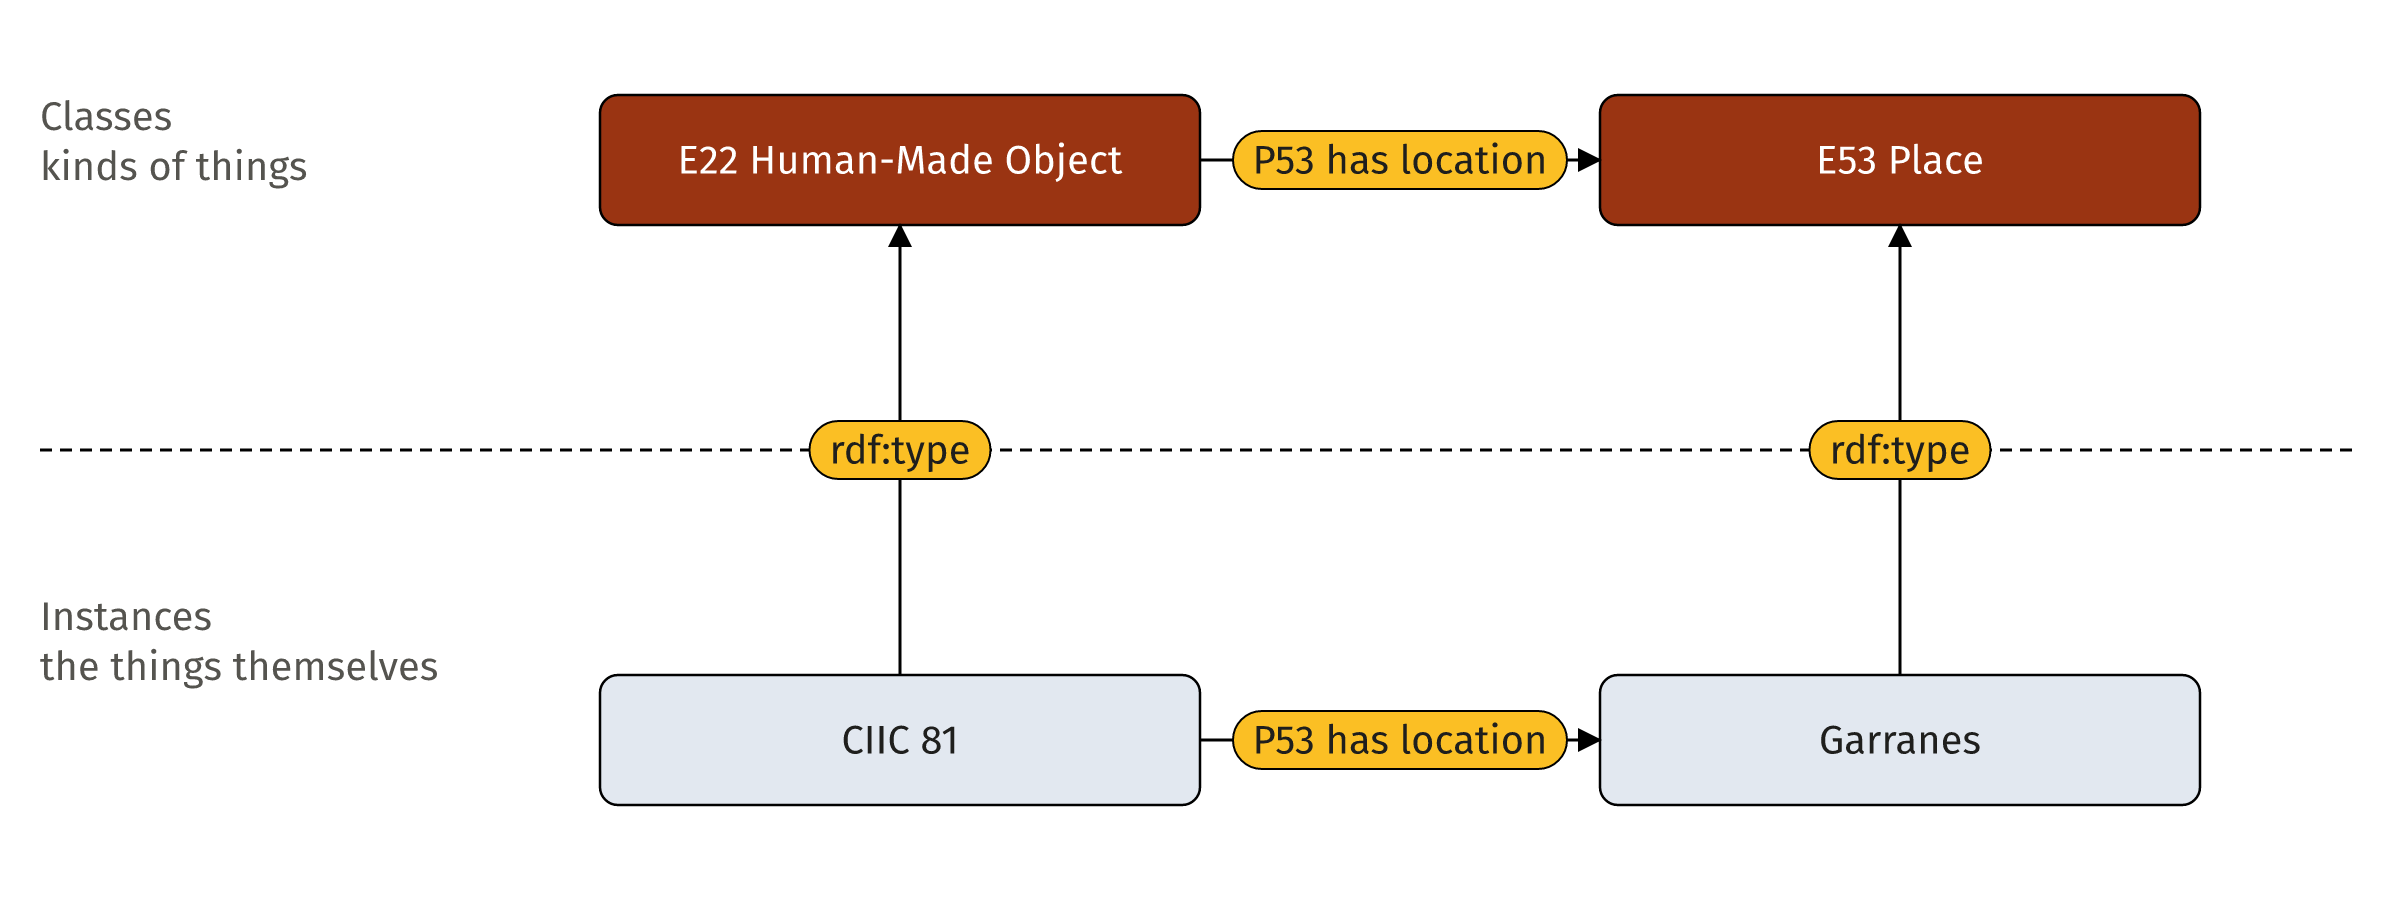 Classes
kinds of things
E22 Human-Made Object
P53 has location
E53 Place
rdf:type
rdf:type
Instances
the things themselves
CIIC 81
P53 has location
Garranes